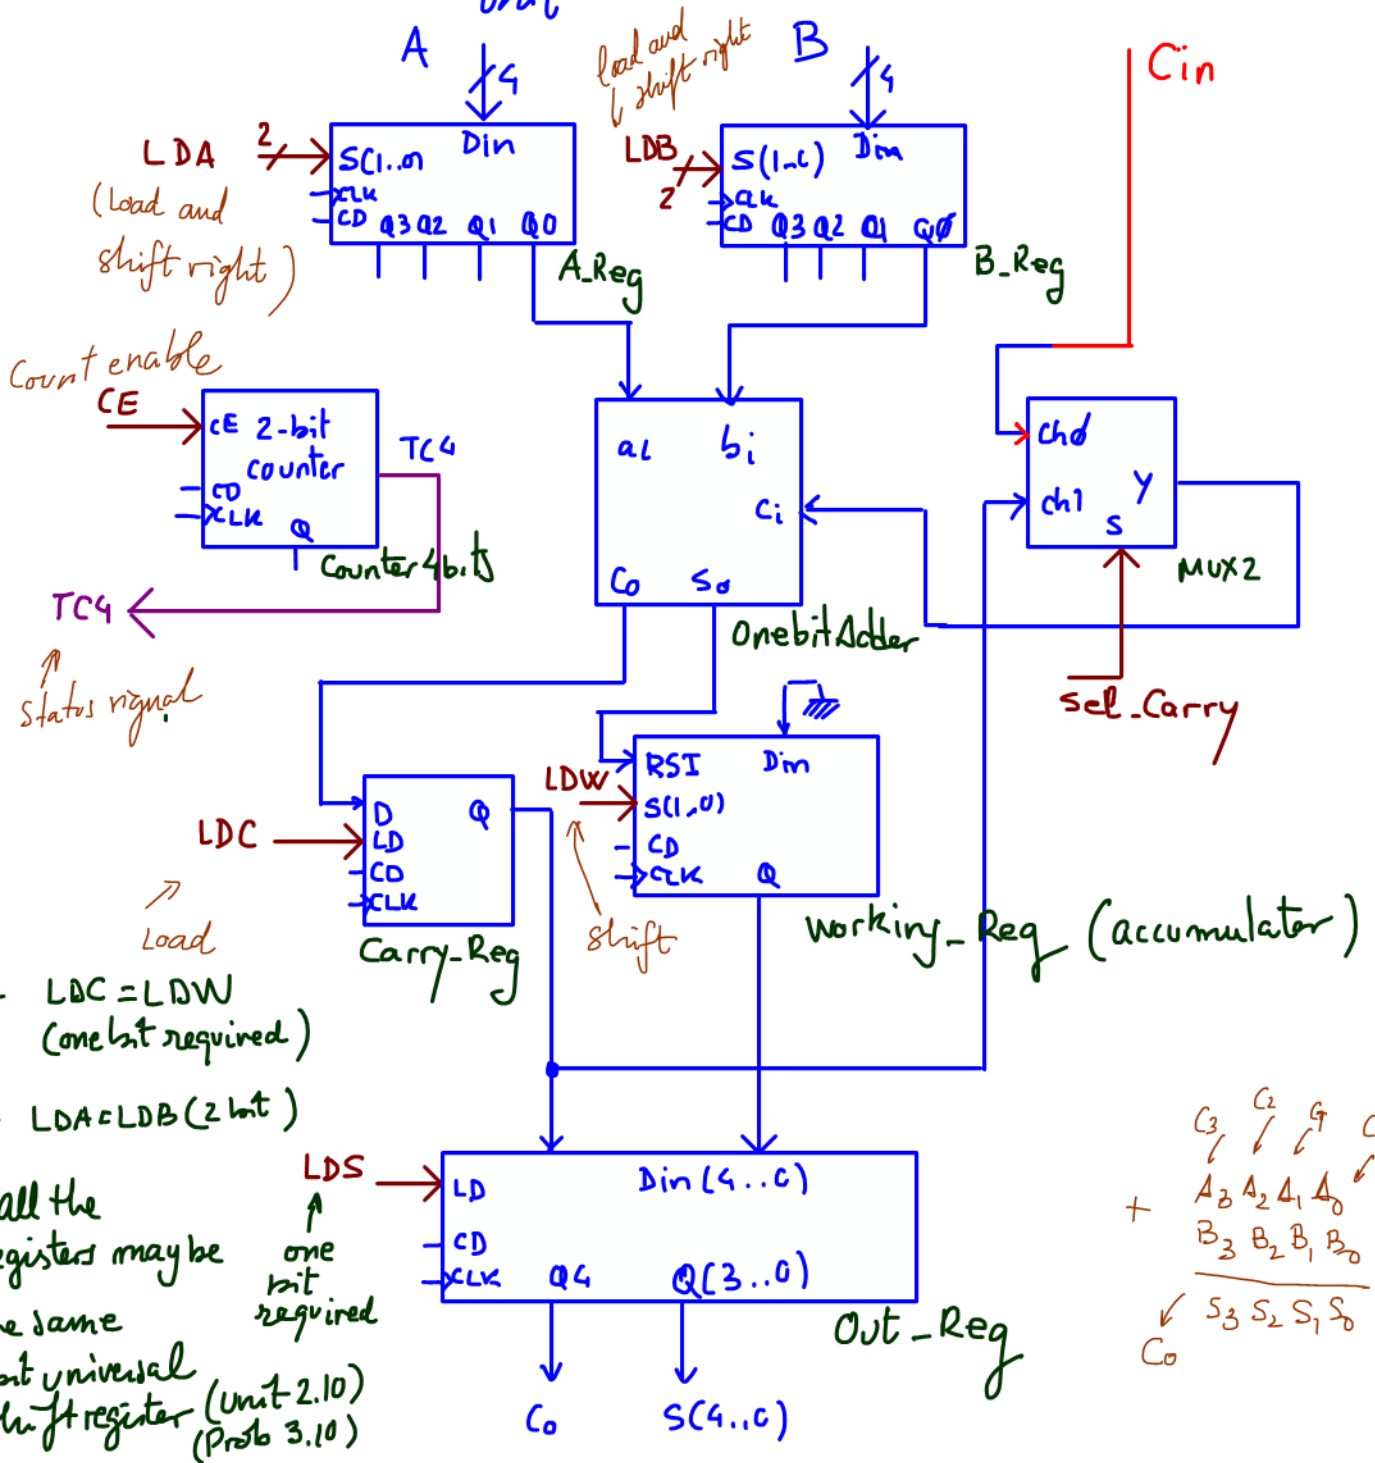 A
4
load and
shift right
B
4
Cin
LDA
2
S(1..0)
Din
CLK
CD
Q3 Q2 Q1 Q0
A_Reg
(Load and
shift right)
LDB
2
S(1..0)
Din
CLK
CD
Q3 Q2 Q1 Q0
B_Reg
Count enable
CE
CE 2-bit
counter
CD
CLK
Q
TC4
Counter4bits
TC4
Status signal
ai bi
Ci
Co So
OnebitAdder
ch0
ch1
Y
S
MUX2
Sel_Carry
LDC
D
Q
LD
CD
CLK
Carry_Reg
Load
LDW
RSI
Din
S(1,0)
CD
CLK
Q
shift
Working_Reg (accumulator)
LDC = LDW
(one bit required)
LDA = LDB (2 bit)
all the
registers may be
same
universal
shift register (Unit 2.10)
(Prob 3.10)
LDS
one
bit
required
LD
Din(4..0)
CD
CLK
Q4
Q(3..0)
Out_Reg
Co
S(4..0)
C3 C2 C1 C
A3 A2 A1 A0
+
B3 B2 B1 B0
S3 S2 S1 S0
Co